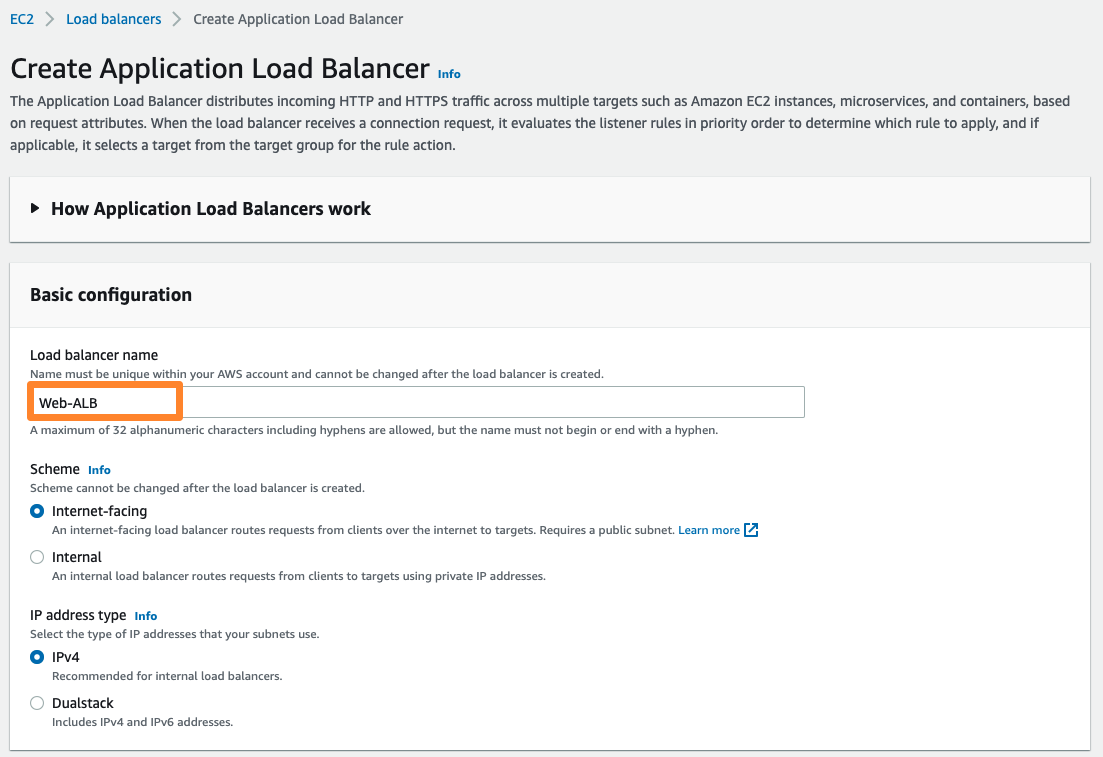 EC2 > Load balancers > Create Application Load Balancer
Create Application Load Balancer Info
The Application Load Balancer distributes incoming HTTP and HTTPS traffic across multiple targets such as Amazon EC2 instances, microservices, and containers, based
on request attributes. When the load balancer receives a connection request, it evaluates the listener rules in priority order to determine which rule to apply, and if
applicable, it selects a target from the target group for the rule action.
How Application Load Balancers work
Basic configuration
Load balancer name
Name must be unique within your AWS account and cannot be changed after the load balancer is created.
Web-ALB
A maximum of 32 alphanumeric characters including hyphens are allowed, but the name must not begin or end with a hyphen.
Scheme Info
Scheme cannot be changed after the load balancer is created.
Internet-facing
An internet-facing load balancer routes requests from clients over the internet to targets. Requires a public subnet. Learn more
Internal
An internal load balancer routes requests from clients to targets using private IP addresses.
IP address type Info
Select the type of IP addresses that your subnets use.
IPv4
Recommended for internal load balancers.
Dualstack
Includes IPv4 and IPv6 addresses.